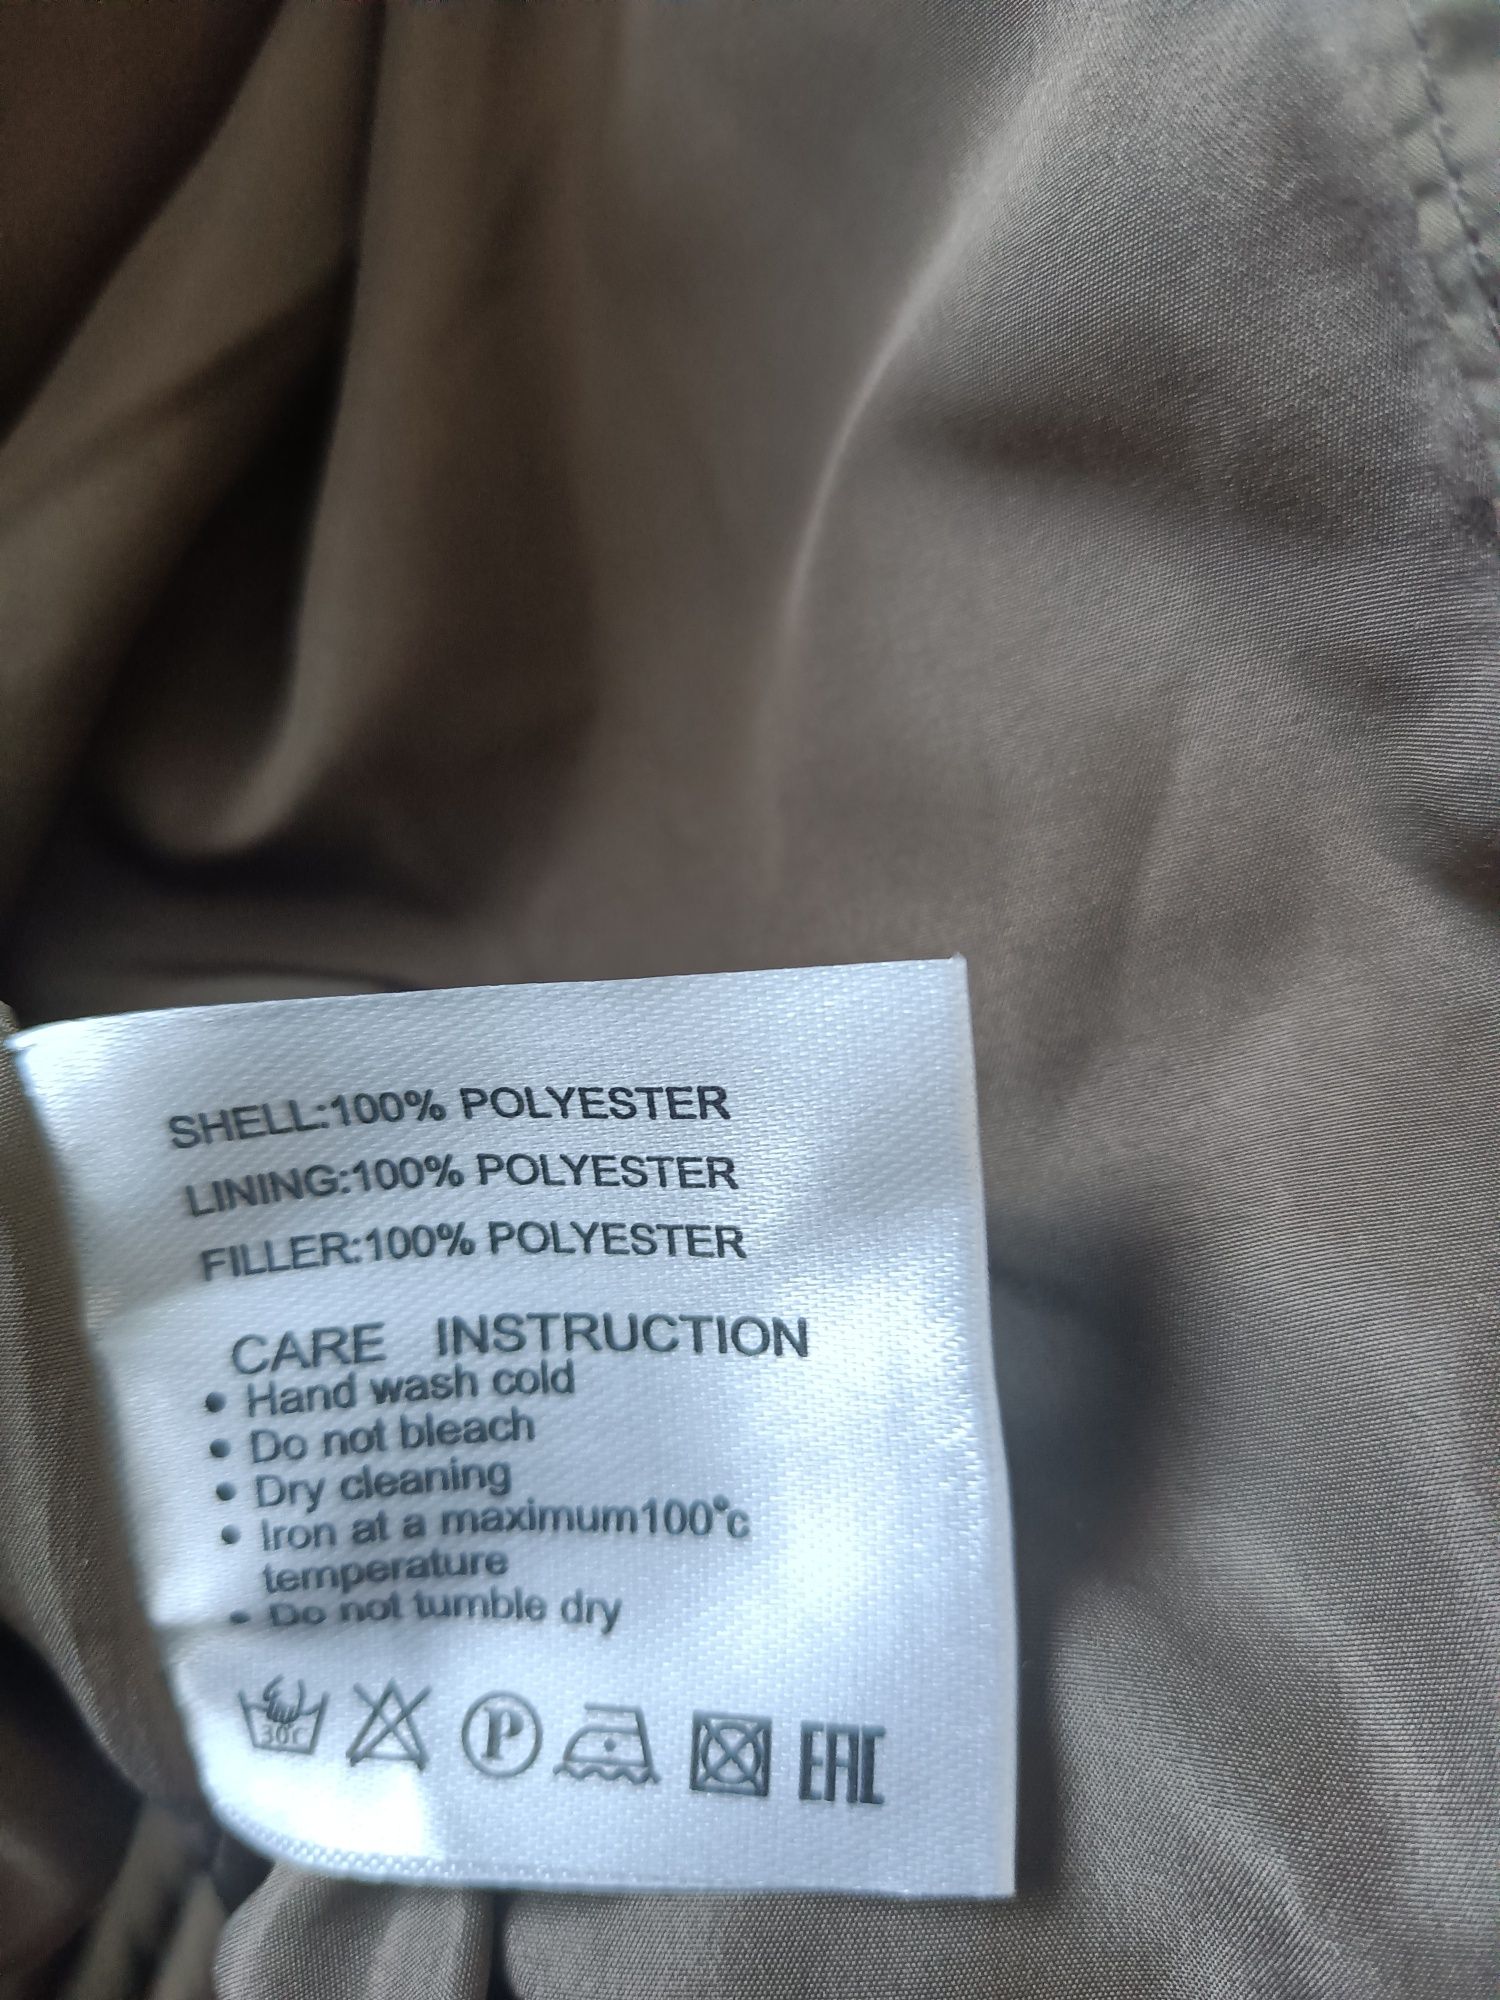 SHELL:100% POLYESTER
LINING:100% POLYESTER
FILLER:100% POLYESTER
CARE INSTRUCTION
• Hand wash cold
• Do not bleach
• Dry cleaning
• Iron at a maximum100°c
temperature
• Do not tumble dry
30c P EAC